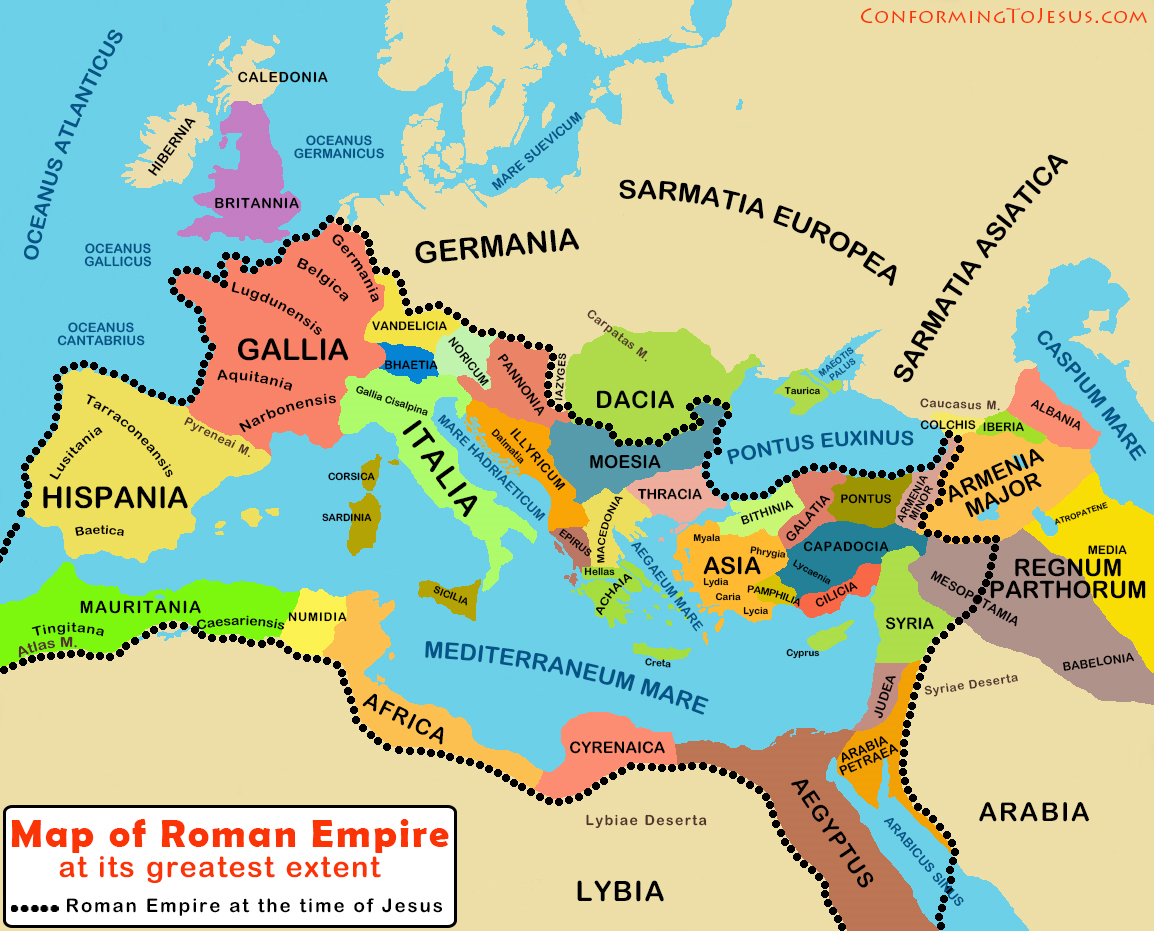 ConformingToJesus.com
OCEANUS ATLANTICUS
CALEDONIA
HIBERNIA
OCEANUS
GERMANICUS
MARE SUEVICUM
BRITANNIA
SARMATIA EUROPEA
SARMATIA ASIATICA
GERMANIA
OCEANUS
GALLICUS
Germania
Belgica
Lugdunensis
OCEANUS
CANTABRIUS
GALLIA
Aquitania
Narbonensis
VANDELICIA
BHAETIA
NORICUM
PANNONIA
IAZYGES
Carpatas M.
DACIA
Taurica
MAEOTIS
PALUS
CASPIUM MARE
Caucasus M.
COLCHIS
IBERIA
ALBANIA
Gallia Cisalpina
ITALIA
MARE HADRIAETICUM
ILLYRICUM
Dalmatia
MOESIA
PONTUS EUXINUS
Tarraconeansis
Lusitania
Pyreneai M.
HISPANIA
Baetica
CORSICA
SARDINIA
THRACIA
MACEDONIA
EPIRUS
Hellas
ACHAIA
AEGAEUM MARE
BITHINIA
GALATIA
PONTUS
ARMENIA
MINOR
ARMENIA
MAJOR
ATROPATENE
MEDIA
REGNUM
PARTHORUM
Myala
Phrygia
ASIA
Lydia
Caria
Lycia
PAMPHILIA
CAPADOCIA
Lycaenia
CILICIA
MESOPOTAMIA
BABELONIA
SYRIA
SICILIA
MAURITANIA
Tingitana
Caesariensis
Atlas M.
NUMIDIA
Creta
Cyprus
MEDITERRANEUM MARE
JUDEA
Syriae Deserta
AFRICA
CYRENAICA
ARABIA
PETRAEA
AEGYPTUS
ARABICUS SINUS
ARABIA
Lybiae Deserta
LYBIA
Map of Roman Empire
at its greatest extent
Roman Empire at the time of Jesus